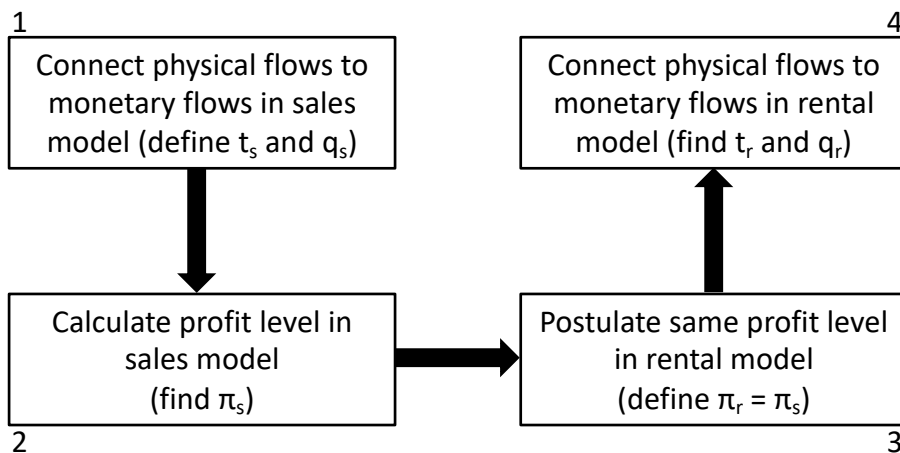 1
Connect physical flows to
monetary flows in sales
model (define tₛ and qₛ)
Calculate profit level in
sales model
(find πₛ)
2
Postulate same profit level
in rental model
(define πᵣ = πₛ)
3
4
Connect physical flows to
monetary flows in rental
model (find tᵣ and qᵣ)